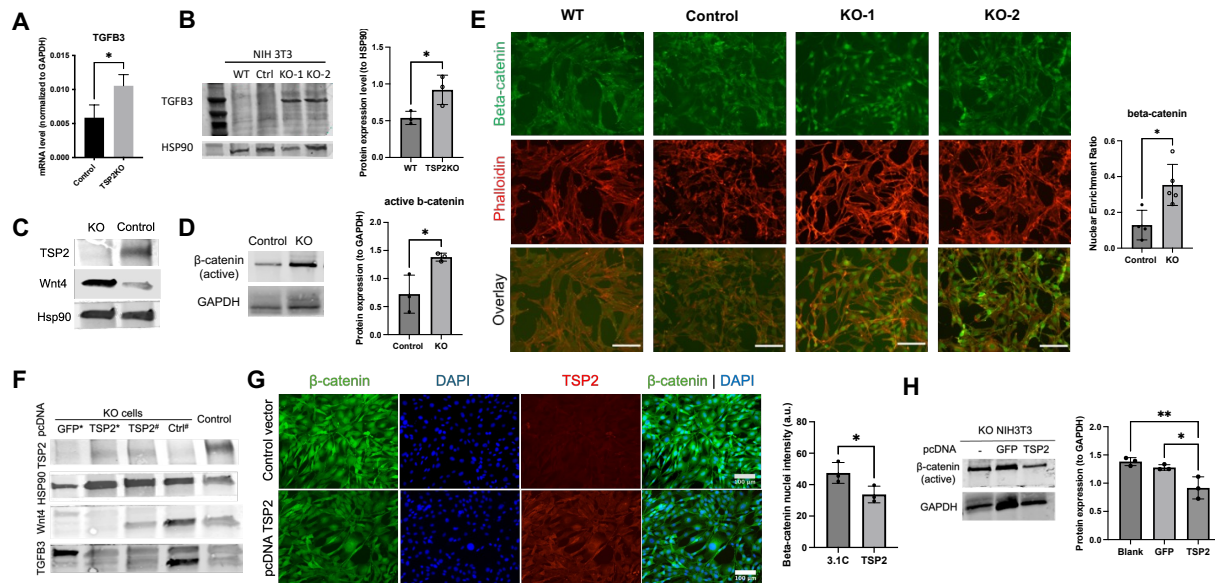 A
TGFB3
*
mRNA level (normalized to GAPDH)
0.015
0.010
0.005
0.000
Control
TSP2KO
B
NIH 3T3
WT Ctrl KO-1 KO-2
TGFB3
HSP90
Protein expression level (to HSP90)
*
1.5
1.0
0.5
0.0
WT TSP2KO
C
KO Control
TSP2
Wnt4
Hsp90
D
Control KO
β-catenin
(active)
GAPDH
active b-catenin
*
Protein expression (to GAPDH)
2.0
1.5
1.0
0.5
0.0
Control KO
E
WT Control KO-1 KO-2
Beta-catenin
Phalloidin
Overlay
beta-catenin
*
Nuclear Enrichment Ratio
0.6
0.4
0.2
0.0
Control KO
F
KO cells
pcDNA
GFP* TSP2* TSP2# Ctrl# Control
TSP2
HSP90
Wnt4
TGFB3
G
β-catenin DAPI TSP2 β-catenin | DAPI
Control vector
100 μm
pcDNA TSP2
100 μm
Beta-catenin nuclei intensity (a.u.)
*
80
60
40
20
0
3.1C TSP2
H
KO NIH3T3
pcDNA - GFP TSP2
β-catenin
(active)
GAPDH
Protein expression (to GAPDH)
**
*
2.0
1.5
1.0
0.5
0.0
Blank GFP TSP2